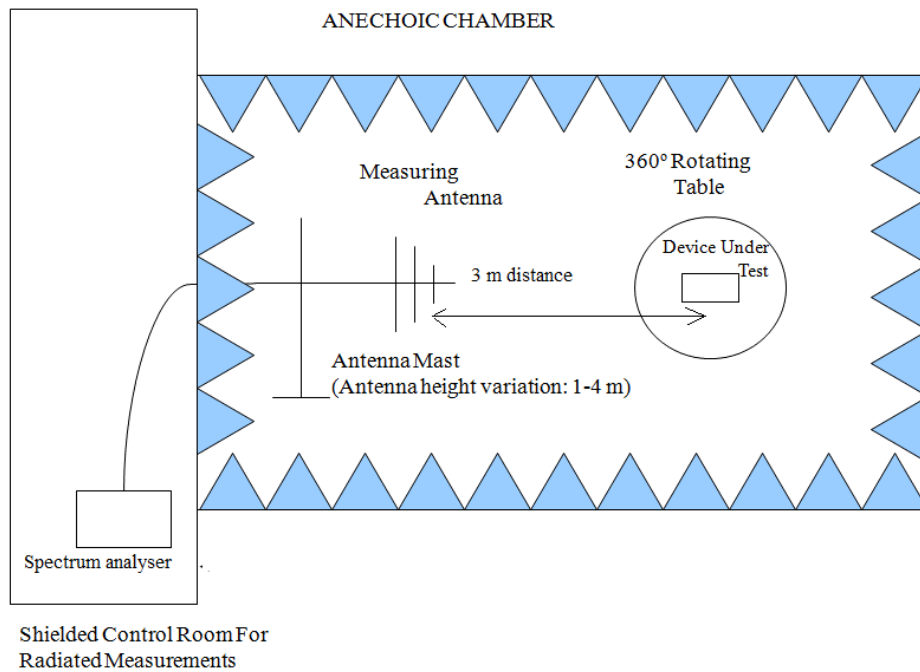 ANECHOIC CHAMBER
Measuring
Antenna
360º Rotating
Table
Device Under
Test
3 m distance
Antenna Mast
(Antenna height variation: 1-4 m)
Spectrum analyser
Shielded Control Room For
Radiated Measurements